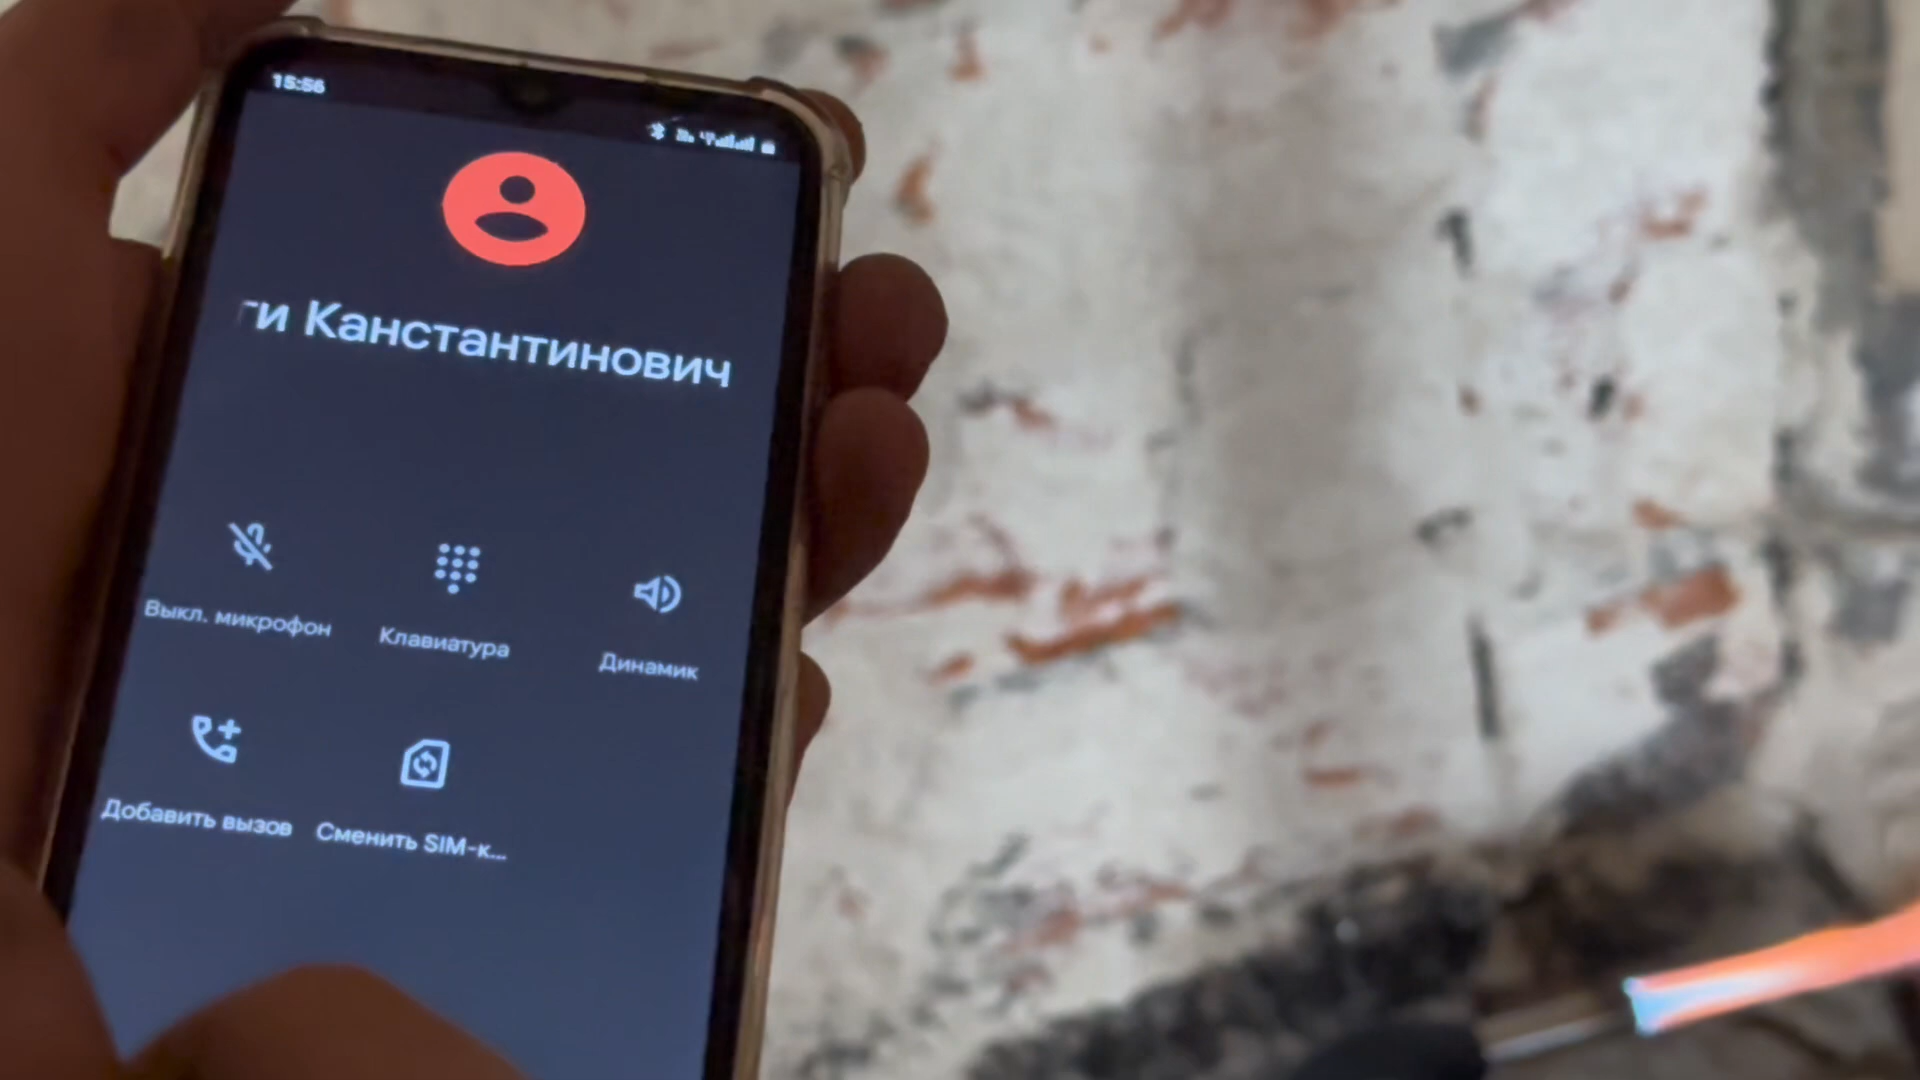 15:56
ги Канстантинович
Выкл. микрофон
Клавиатура
Динамик
Добавить вызов
Сменить SIM-к...